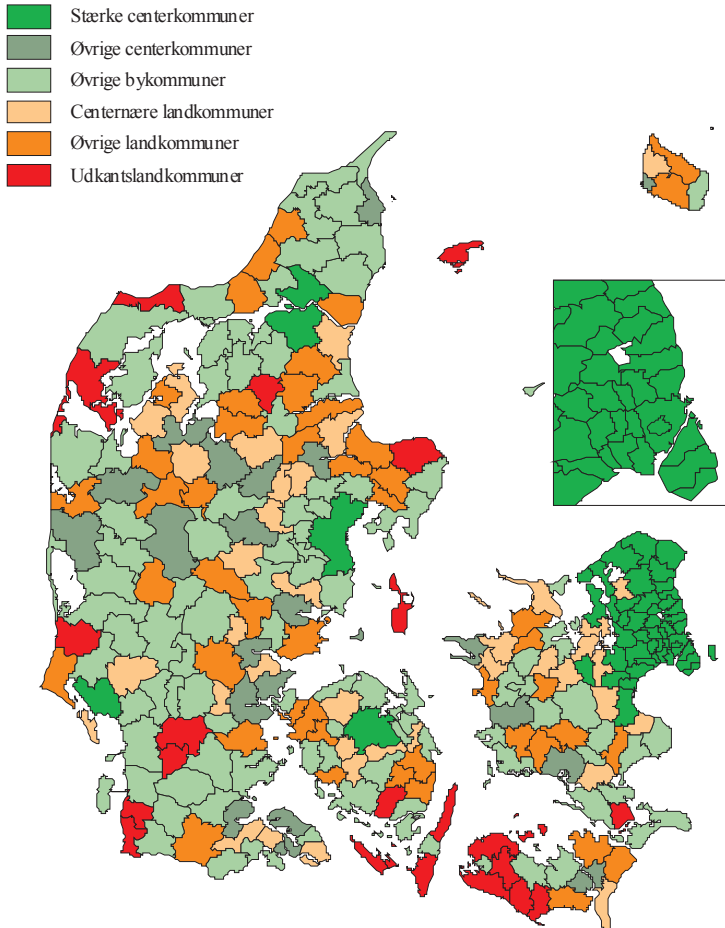 Stærke centerkommuner
Øvrige centerkommuner
Øvrige bykommuner
Centernære landkommuner
Øvrige landkommuner
Udkantslandkommuner